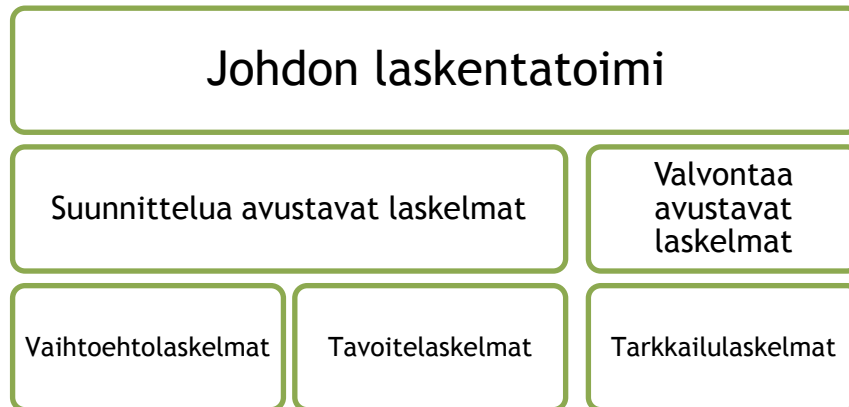 Johdon laskentatoimi
Suunnittelua avustavat laskelmat
Valvontaa
avustavat
laskelmat
Vaihtoehtolaskelmat
Tavoitelaskelmat
Tarkkailulaskelmat